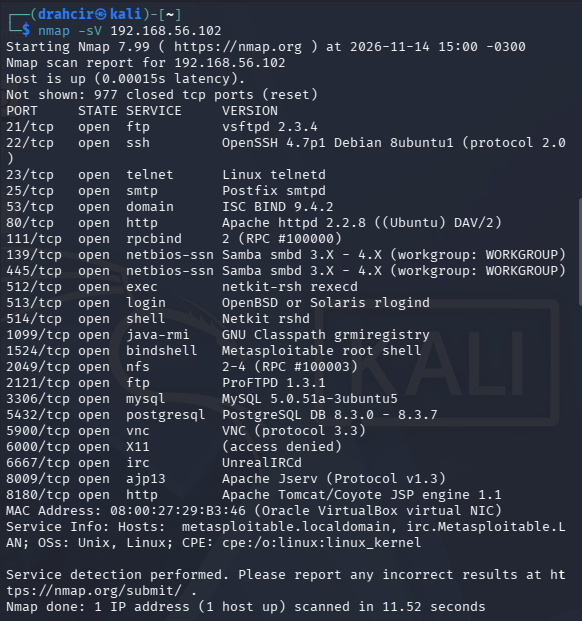 ┌──(drahcir㉿kali)-[~]
└─$ nmap -sV 192.168.56.102
Starting Nmap 7.99 ( https://nmap.org ) at 2026-11-14 15:00 -0300
Nmap scan report for 192.168.56.102
Host is up (0.00015s latency).
Not shown: 977 closed tcp ports (reset)
PORT     STATE SERVICE     VERSION
21/tcp   open  ftp         vsftpd 2.3.4
22/tcp   open  ssh         OpenSSH 4.7p1 Debian 8ubuntu1 (protocol 2.0
)
23/tcp   open  telnet      Linux telnetd
25/tcp   open  smtp        Postfix smtpd
53/tcp   open  domain      ISC BIND 9.4.2
80/tcp   open  http        Apache httpd 2.2.8 ((Ubuntu) DAV/2)
111/tcp  open  rpcbind     2 (RPC #100000)
139/tcp  open  netbios-ssn Samba smbd 3.X - 4.X (workgroup: WORKGROUP)
445/tcp  open  netbios-ssn Samba smbd 3.X - 4.X (workgroup: WORKGROUP)
512/tcp  open  exec        netkit-rsh rexecd
513/tcp  open  login       OpenBSD or Solaris rlogind
514/tcp  open  shell       Netkit rshd
1099/tcp open  java-rmi    GNU Classpath grmiregistry
1524/tcp open  bindshell   Metasploitable root shell
2049/tcp open  nfs         2-4 (RPC #100003)
2121/tcp open  ftp         ProFTPD 1.3.1
3306/tcp open  mysql       MySQL 5.0.51a-3ubuntu5
5432/tcp open  postgresql  PostgreSQL DB 8.3.0 - 8.3.7
5900/tcp open  vnc         VNC (protocol 3.3)
6000/tcp open  X11         (access denied)
6667/tcp open  irc         UnrealIRCd
8009/tcp open  ajp13       Apache Jserv (Protocol v1.3)
8180/tcp open  http        Apache Tomcat/Coyote JSP engine 1.1
MAC Address: 08:00:27:29:B3:46 (Oracle VirtualBox virtual NIC)
Service Info: Hosts:  metasploitable.localdomain, irc.Metasploitable.L
AN; OSs: Unix, Linux; CPE: cpe:/o:linux:linux_kernel

Service detection performed. Please report any incorrect results at ht
tps://nmap.org/submit/ .
Nmap done: 1 IP address (1 host up) scanned in 11.52 seconds
KALI